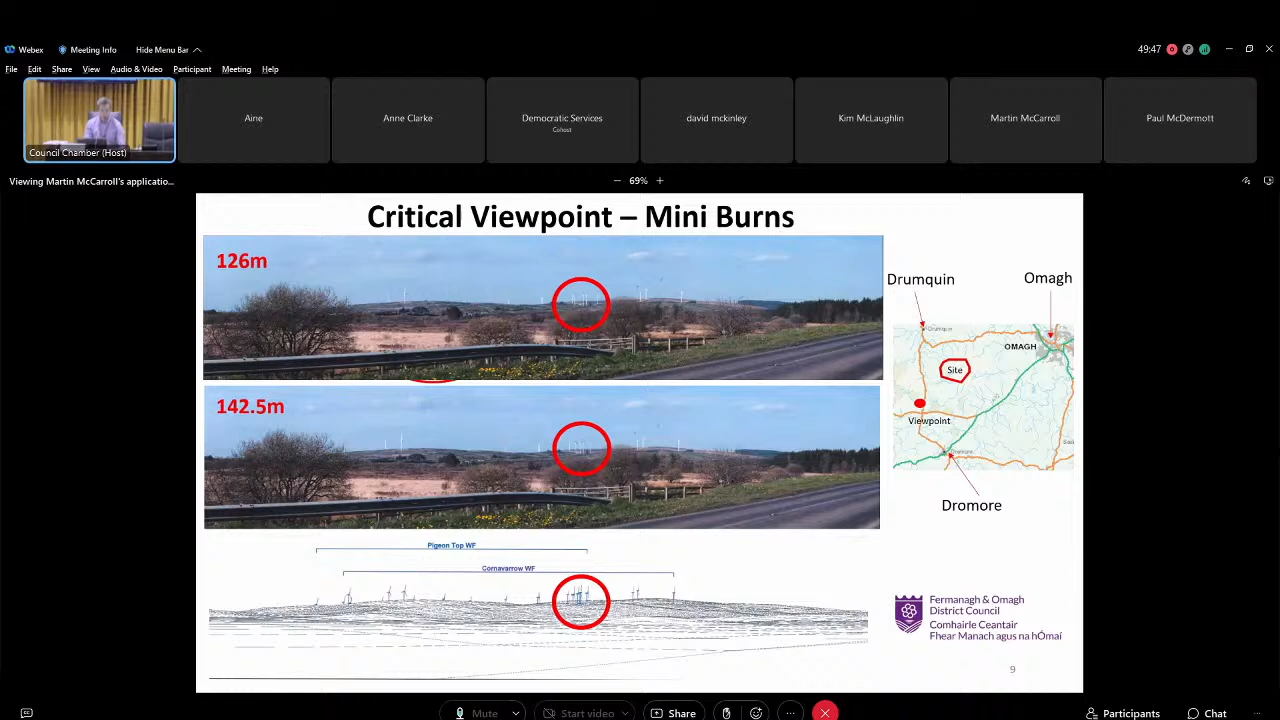 Webex
Meeting Info
Hide Menu Bar
49:47
File
Edit
Share
View
Audio & Video
Participant
Meeting
Help
Council Chamber (Host)
Aine
Anne Clarke
Democratic Services
Cohost
david mckinley
Kim McLaughlin
Martin McCarroll
Paul McDermott
Viewing Martin McCarroll's applicatio...
69%
Critical Viewpoint – Mini Burns
126m
142.5m
Drumquin
Omagh
Drumquin
OMAGH
Site
Viewpoint
Dromore
Pigeon Top WF
Cornavarrow WF
Fermanagh & Omagh
District Council
Comhairle Ceantair
Fhear Manach agus na hÓmaí
9
Mute
Start video
Share
Participants
Chat